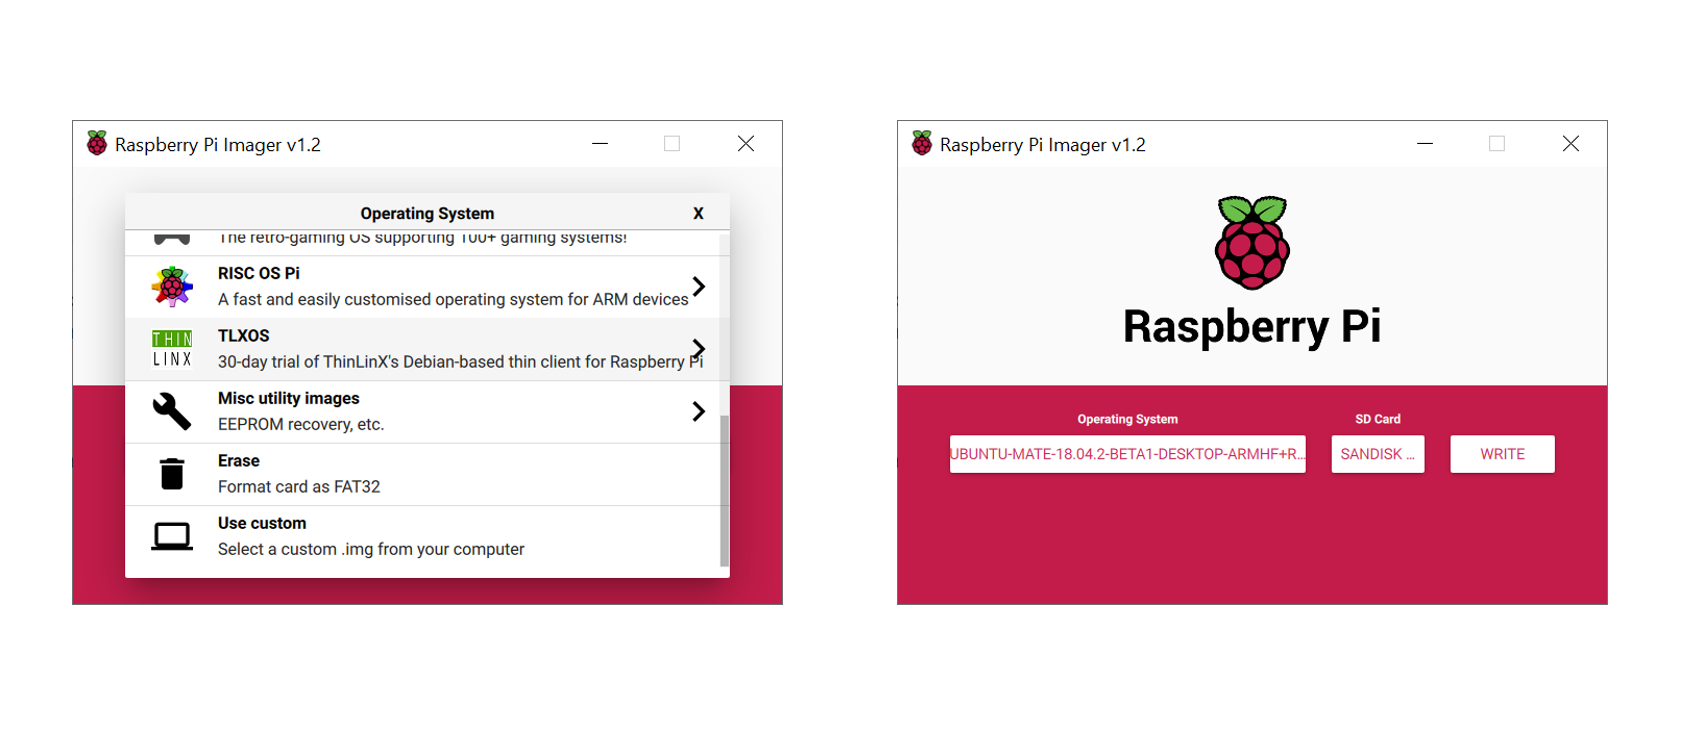 Raspberry Pi Imager v1.2
Operating System
X
The retro-gaming OS supporting 100+ gaming systems!
RISC OS Pi
A fast and easily customised operating system for ARM devices
THIN
LINX
TLXOS
30-day trial of ThinLinX's Debian-based thin client for Raspberry Pi
Misc utility images
EEPROM recovery, etc.
Erase
Format card as FAT32
Use custom
Select a custom .img from your computer
Raspberry Pi Imager v1.2
Raspberry Pi
Operating System
SD Card
UBUNTU-MATE-18.04.2-BETA1-DESKTOP-ARMHF+R...
SANDISK ...
WRITE